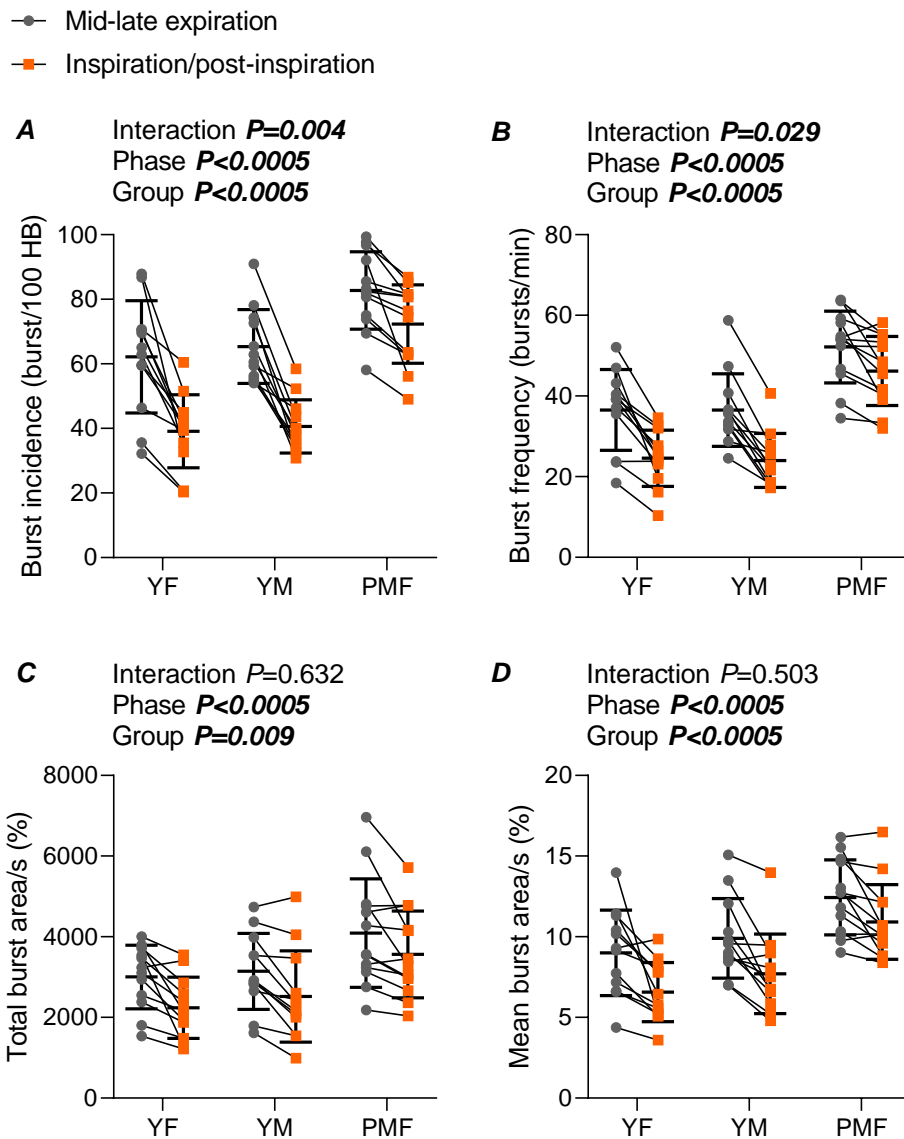 Mid-late expiration
Inspiration/post-inspiration
A
Interaction P=0.004
Phase P<0.0005
Group P<0.0005
Burst incidence (burst/100 HB)
100
80
60
40
20
0
YF YM PMF
B
Interaction P=0.029
Phase P<0.0005
Group P<0.0005
Burst frequency (bursts/min)
80
60
40
20
0
YF YM PMF
C
Interaction P=0.632
Phase P<0.0005
Group P=0.009
Total burst area/s (%)
8000
6000
4000
2000
0
YF YM PMF
D
Interaction P=0.503
Phase P<0.0005
Group P<0.0005
Mean burst area/s (%)
20
15
10
5
0
YF YM PMF